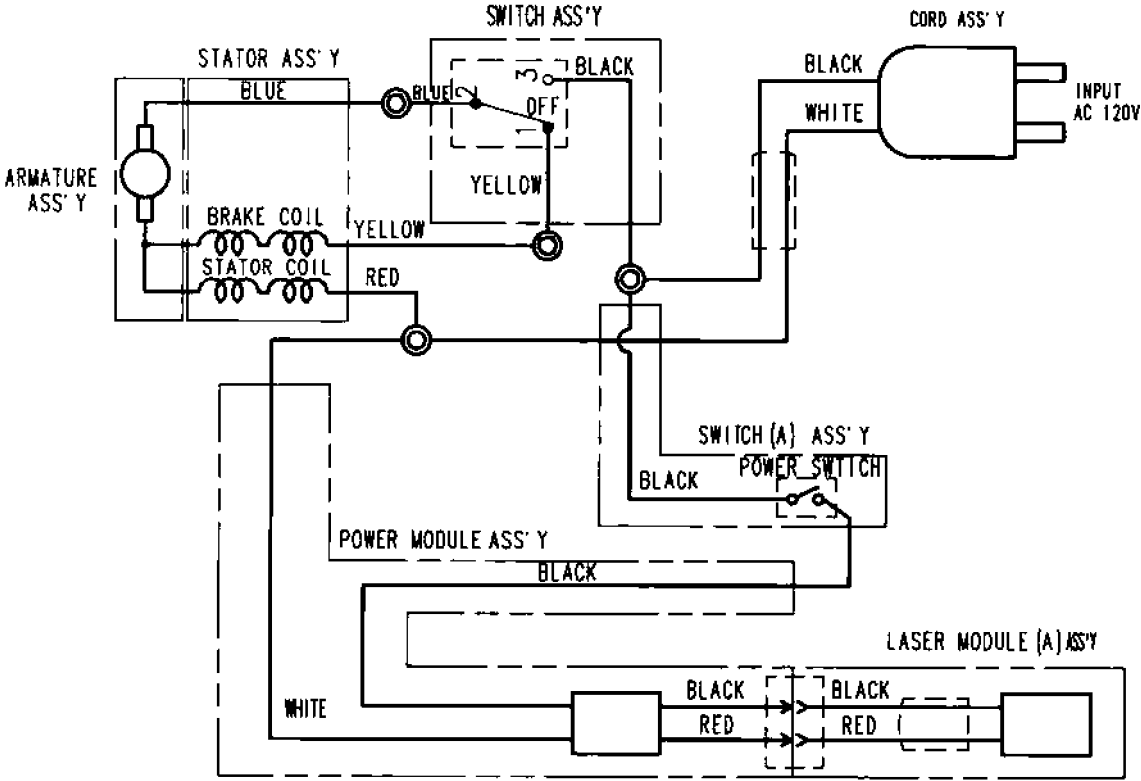 SWITCH ASS'Y
CORD ASS'Y
STATOR ASS'Y
BLACK
BLACK
BLUE
BLUE
2
3
OFF
1
INPUT
AC 120V
WHITE
ARMATURE
ASS'Y
YELLOW
BRAKE COIL
YELLOW
STATOR COIL
RED
SWITCH(A) ASS'Y
POWER SWTICH
BLACK
POWER MODULE ASS'Y
BLACK
LASER MODULE(A) ASS'Y
BLACK
BLACK
WHITE
RED
RED